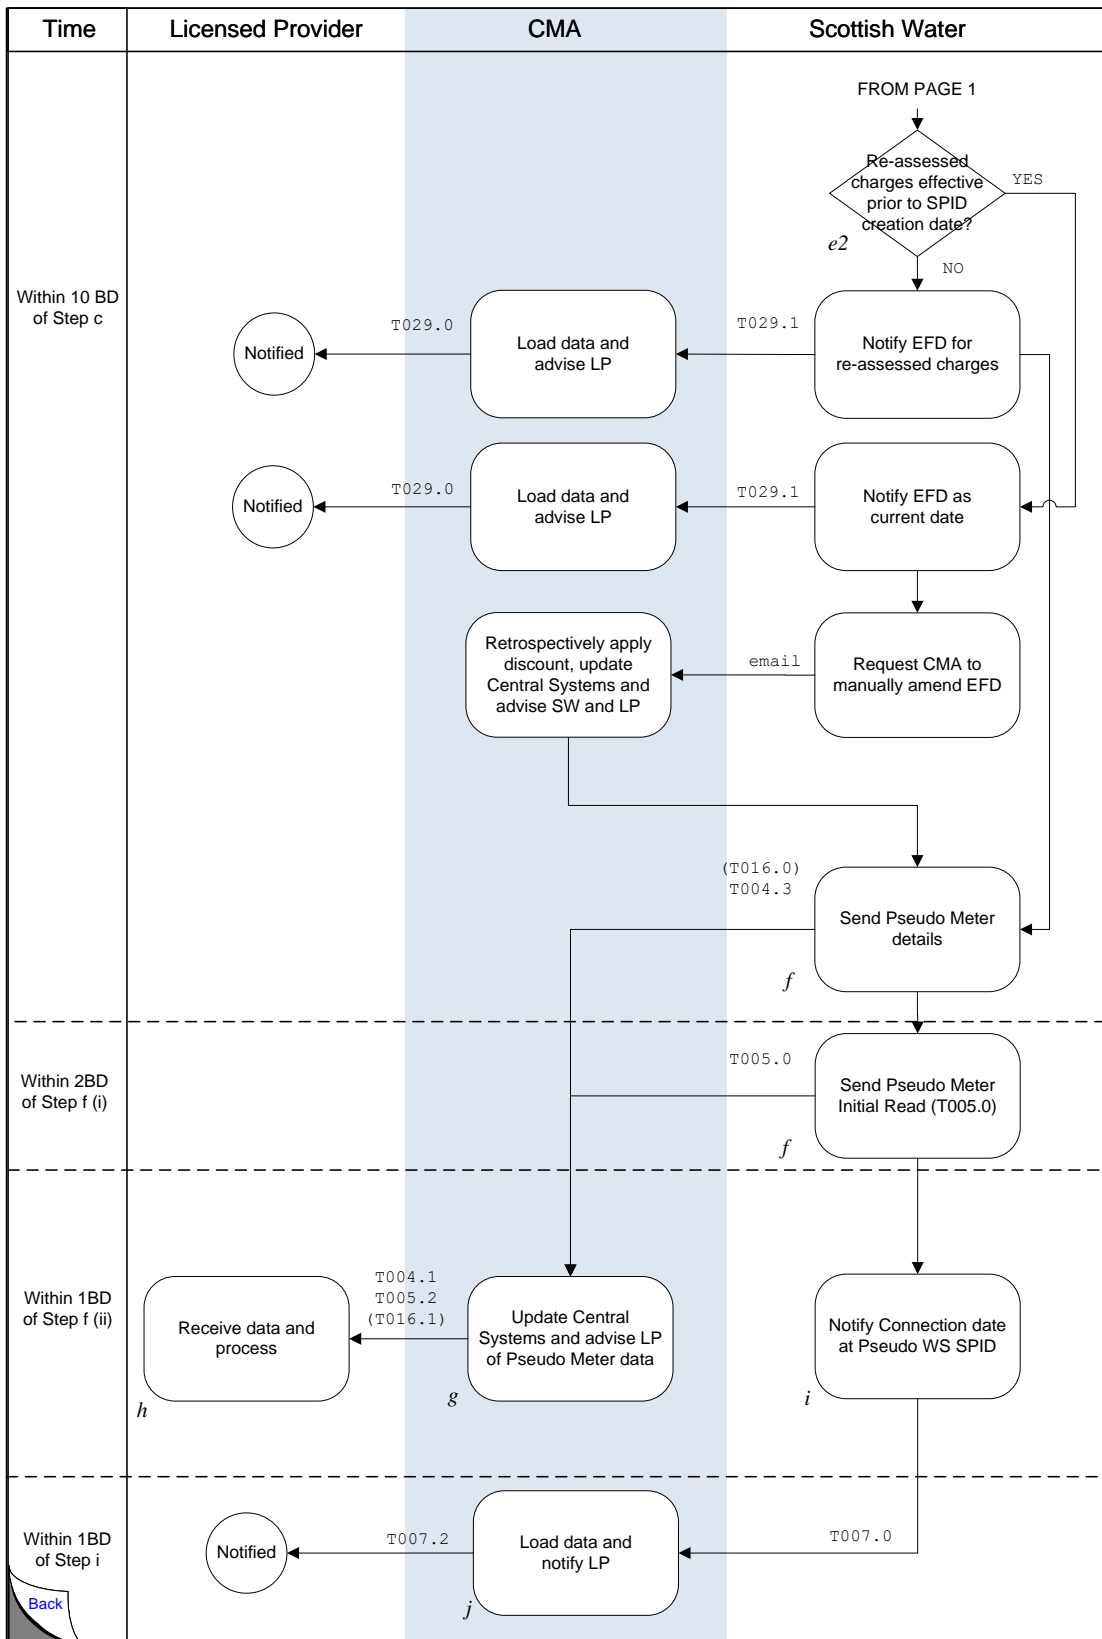 Time
Licensed Provider
CMA
Scottish Water
FROM PAGE 1
Re-assessed
charges effective
prior to SPID
creation date?
YES
e2
NO
Within 10 BD
of Step c
Notified
T029.0
Load data and
advise LP
T029.1
Notify EFD for
re-assessed charges
Notified
T029.0
Load data and
advise LP
T029.1
Notify EFD as
current date
Retrospectively apply
discount, update
Central Systems and
advise SW and LP
email
Request CMA to
manually amend EFD
(T016.0)
T004.3
Send Pseudo Meter
details
f
Within 2BD
of Step f (i)
T005.0
Send Pseudo Meter
Initial Read (T005.0)
f
Within 1BD
of Step f (ii)
Receive data and
process
h
T004.1
T005.2
(T016.1)
Update Central
Systems and advise LP
of Pseudo Meter data
g
Notify Connection date
at Pseudo WS SPID
i
Within 1BD
of Step i
Notified
T007.2
Load data and
notify LP
j
T007.0
Back